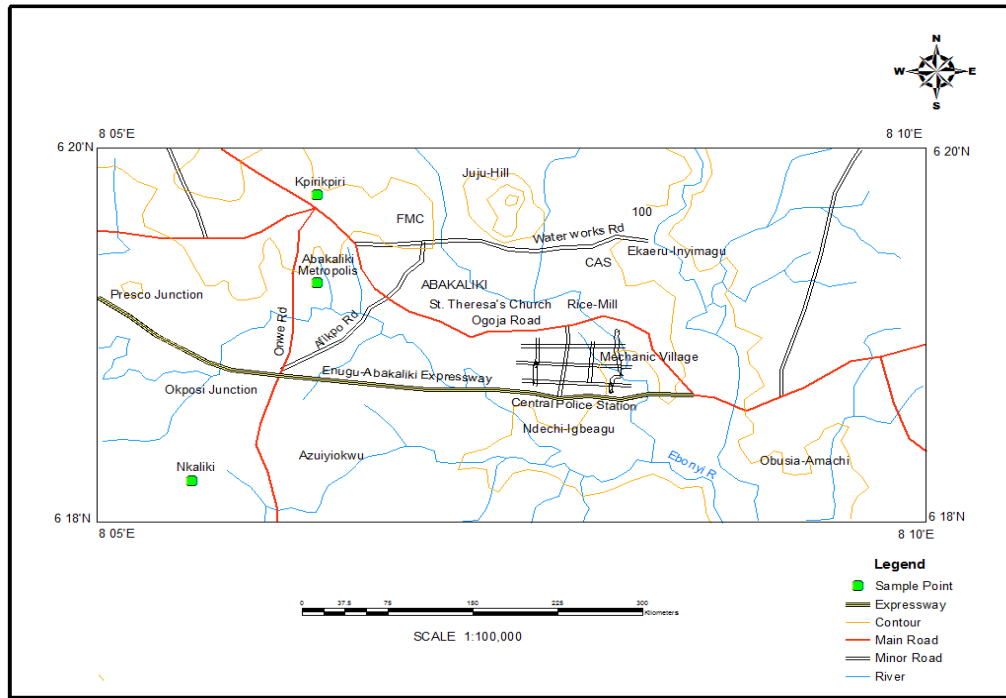 N
W E
S
8 05'E 8 10'E
6 20'N 6 20'N
Juju-Hill
Kpirikpiri
100
FMC
Water works Rd
Ekaeru-Inyimagu
Abakaliki
Metropolis
CAS
ABAKALIKI
Presco Junction
St. Theresa's Church Rice-Mill
Ogoja Road
Onwe Rd
Afikpo Rd
Mechanic Village
Enugu-Abakaliki Expressway
Okposi Junction
Central Police Station
Ndechi-Igbeagu
Azuiyiokwu
Ebonyi R
Obusia-Amachi
Nkaliki
6 18'N 6 18'N
8 05'E 8 10'E
Legend
Sample Point
Expressway
Contour
Main Road
Minor Road
River
0 37.5 75 150 225 300
Kilometers
SCALE 1:100,000